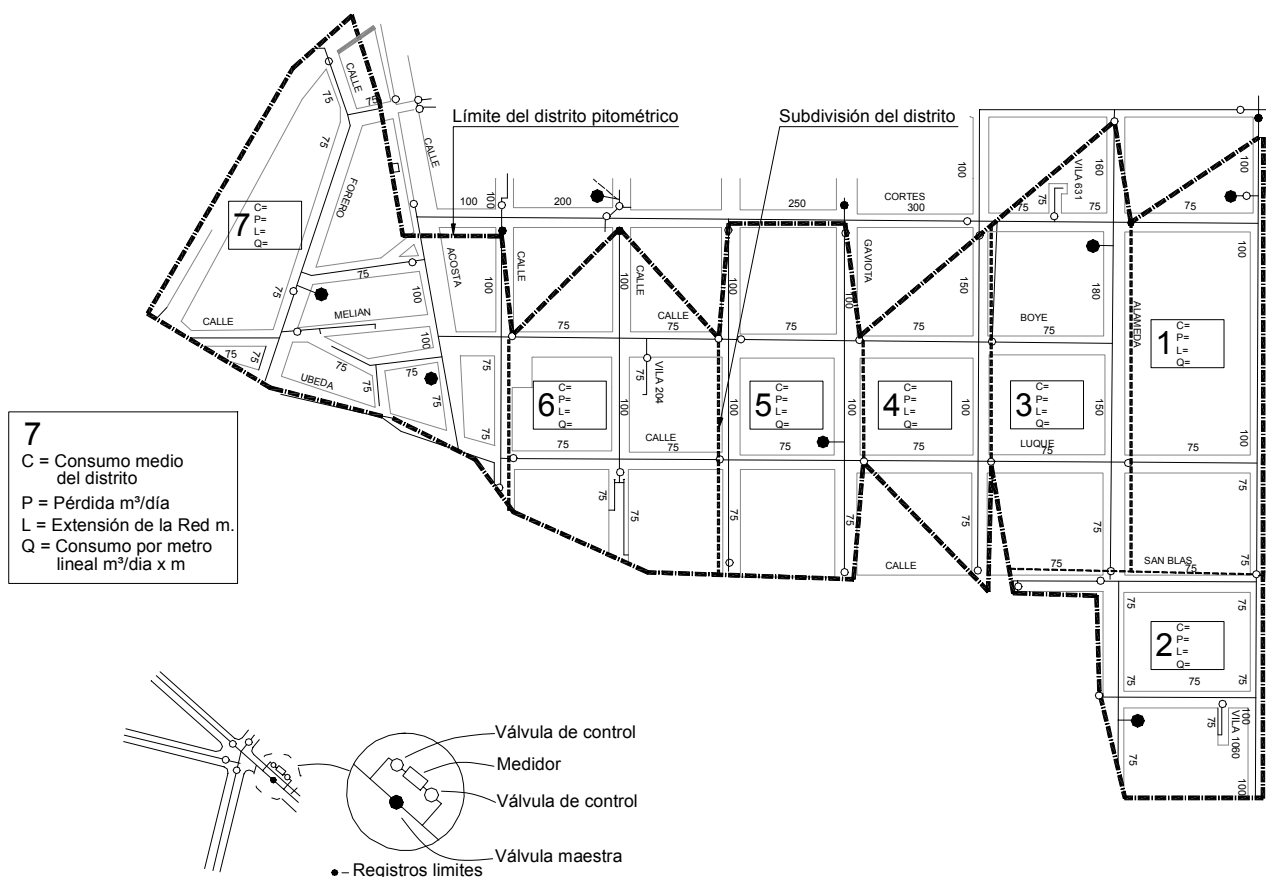 CALLE
75
75
75
Límite del distrito pitométrico
Subdivisión del distrito
CALLE
FORERO
7
C=
P=
L=
Q=
100
100
200
250
CORTES
300
100
VILA 631
75
160
75
75
100
75
ACOSTA
100
CALLE
CALLE
100
100
GAVIOTA
150
180
ALAMEDA
100
75
100
75
MELIAN
CALLE
100
75
75
75
UBEDA
75
75
75
75
75
CALLE
75
75
75
BOYE
75
1
C=
P=
L=
Q=
6
C=
P=
L=
Q=
VILA 204
75
100
100
5
C=
P=
L=
Q=
100
4
C=
P=
L=
Q=
100
3
C=
P=
L=
Q=
150
75
75
CALLE
75
75
75
LUQUE
75
100
7
C = Consumo medio
del distrito
P = Pérdida m³/día
L = Extensión de la Red m.
Q = Consumo por metro
lineal m³/dia x m
75
75
75
75
75
75
75
CALLE
SAN BLAS
75
75
75
2
C=
P=
L=
Q=
75
75
75
75
75
100
VILA 1060
100
Válvula de control
Medidor
Válvula de control
Válvula maestra
- Registros limites